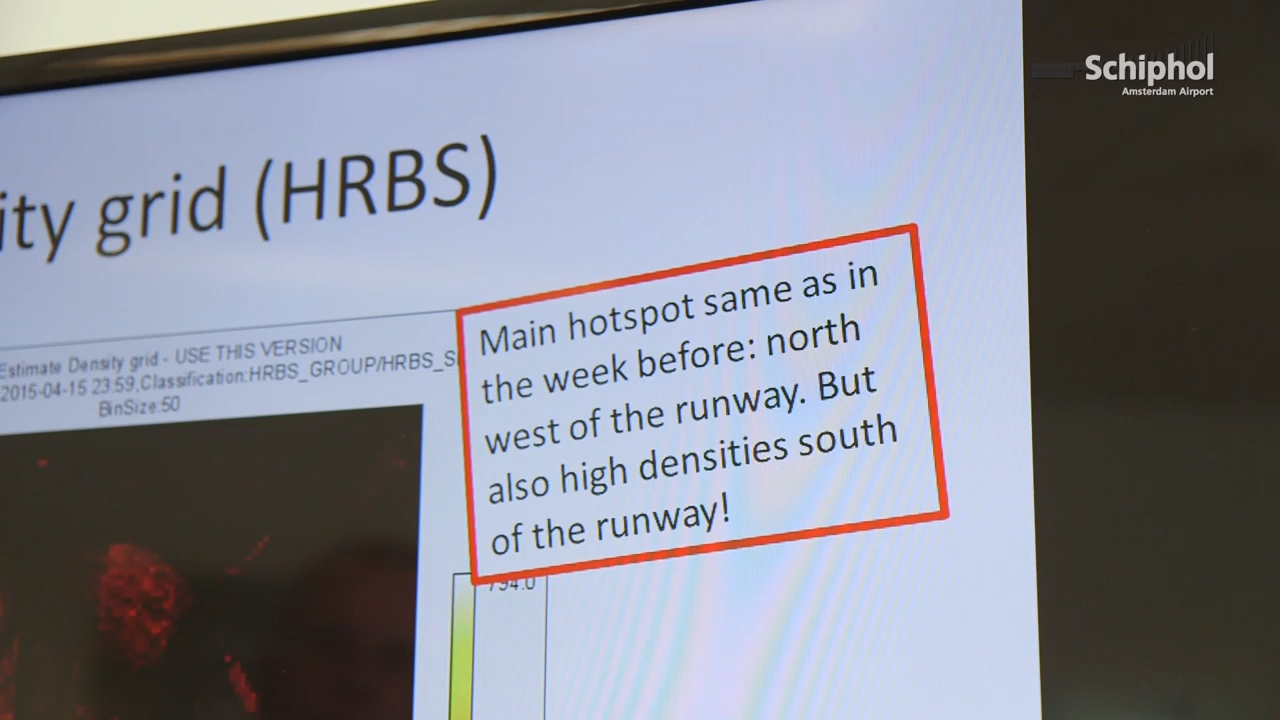 Schiphol
Amsterdam Airport
grid (HRBS)
Main hotspot same as in
the week before: north
west of the runway. But
also high densities south
of the runway!
Estimate Density grid - USE THIS VERSION
2015-04-15 23:59,Classification:HRBS_GROUP/HRBS_S
BinSize:50
794.0